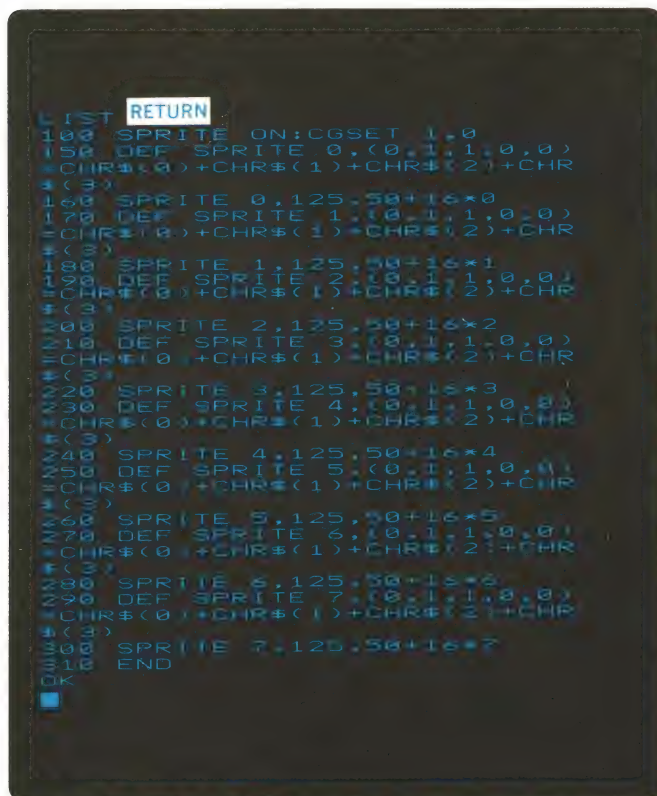 LIST RETURN
100 SPRITE ON:CGSET 1,0
150 DEF SPRITE 0,(0,1,1,0,0)
=CHR$(0)+CHR$(1)+CHR$(2)+CHR
$(3)
160 SPRITE 0,125,50+16*0
170 DEF SPRITE 1,(0,1,1,0,0)
=CHR$(0)+CHR$(1)+CHR$(2)+CHR
$(3)
180 SPRITE 1,125,50+16*1
190 DEF SPRITE 2,(0,1,1,0,0)
=CHR$(0)+CHR$(1)+CHR$(2)+CHR
$(3)
200 SPRITE 2,125,50+16*2
210 DEF SPRITE 3,(0,1,1,0,0)
=CHR$(0)+CHR$(1)+CHR$(2)+CHR
$(3)
220 SPRITE 3,125,50+16*3
230 DEF SPRITE 4,(0,1,1,0,0)
=CHR$(0)+CHR$(1)+CHR$(2)+CHR
$(3)
240 SPRITE 4,125,50+16*4
250 DEF SPRITE 5,(0,1,1,0,0)
=CHR$(0)+CHR$(1)+CHR$(2)+CHR
$(3)
260 SPRITE 5,125,50+16*5
270 DEF SPRITE 6,(0,1,1,0,0)
=CHR$(0)+CHR$(1)+CHR$(2)+CHR
$(3)
280 SPRITE 6,125,50+16*6
290 DEF SPRITE 7,(0,1,1,0,0)
=CHR$(0)+CHR$(1)+CHR$(2)+CHR
$(3)
300 SPRITE 7,125,50+16*7
310 END
OK